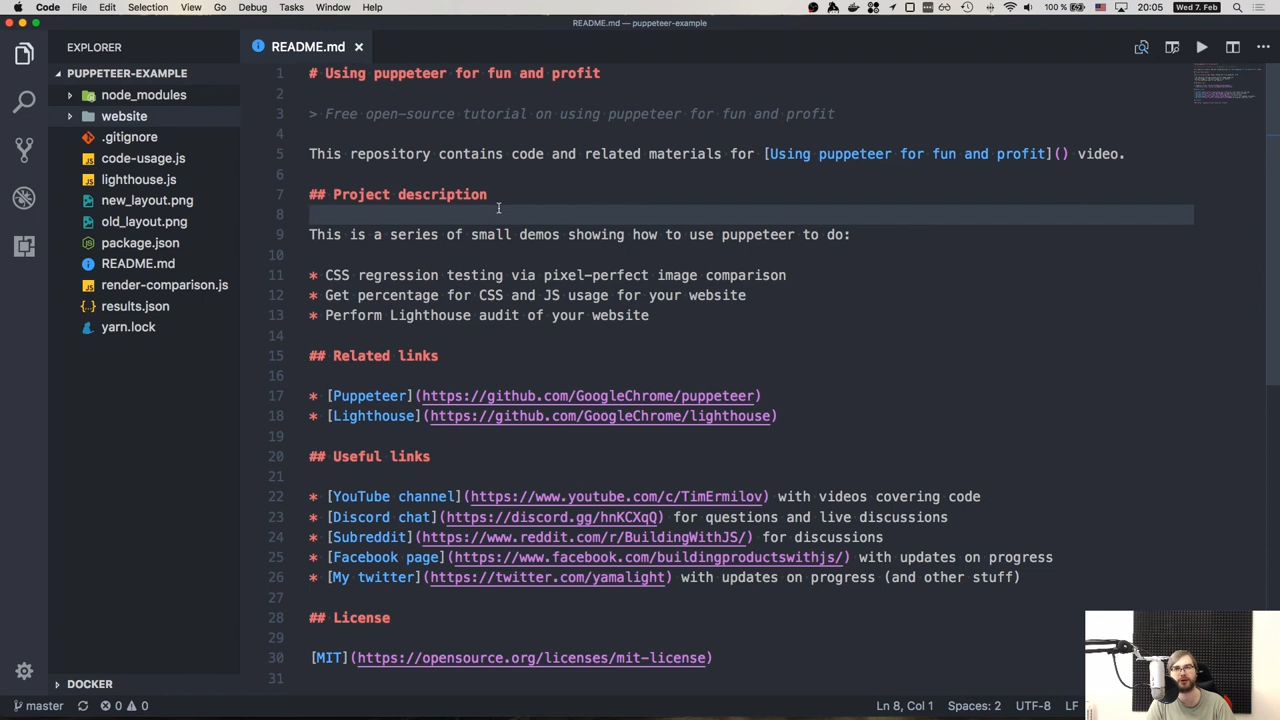 Code File Edit Selection View Go Debug Tasks Window Help 100 % 20:05 Wed 7. Feb
README.md — puppeteer-example
EXPLORER
README.md
PUPPETEER-EXAMPLE
node_modules
website
.gitignore
code-usage.js
lighthouse.js
new_layout.png
old_layout.png
package.json
README.md
render-comparison.js
results.json
yarn.lock
DOCKER
1 # Using puppeteer for fun and profit
2
3 > Free open-source tutorial on using puppeteer for fun and profit
4
5 This repository contains code and related materials for [Using puppeteer for fun and profit]() video.
6
7 ## Project description
8
9 This is a series of small demos showing how to use puppeteer to do:
10
11 * CSS regression testing via pixel-perfect image comparison
12 * Get percentage for CSS and JS usage for your website
13 * Perform Lighthouse audit of your website
14
15 ## Related links
16
17 * [Puppeteer](https://github.com/GoogleChrome/puppeteer)
18 * [Lighthouse](https://github.com/GoogleChrome/lighthouse)
19
20 ## Useful links
21
22 * [YouTube channel](https://www.youtube.com/c/TimErmilov) with videos covering code
23 * [Discord chat](https://discord.gg/hnKCXqQ) for questions and live discussions
24 * [Subreddit](https://www.reddit.com/r/BuildingWithJS/) for discussions
25 * [Facebook page](https://www.facebook.com/buildingproductswithjs/) with updates on progress
26 * [My twitter](https://twitter.com/yamalight) with updates on progress (and other stuff)
27
28 ## License
29
30 [MIT](https://opensource.org/licenses/mit-license)
31
master 0 0 Ln 8, Col 1 Spaces: 2 UTF-8 LF